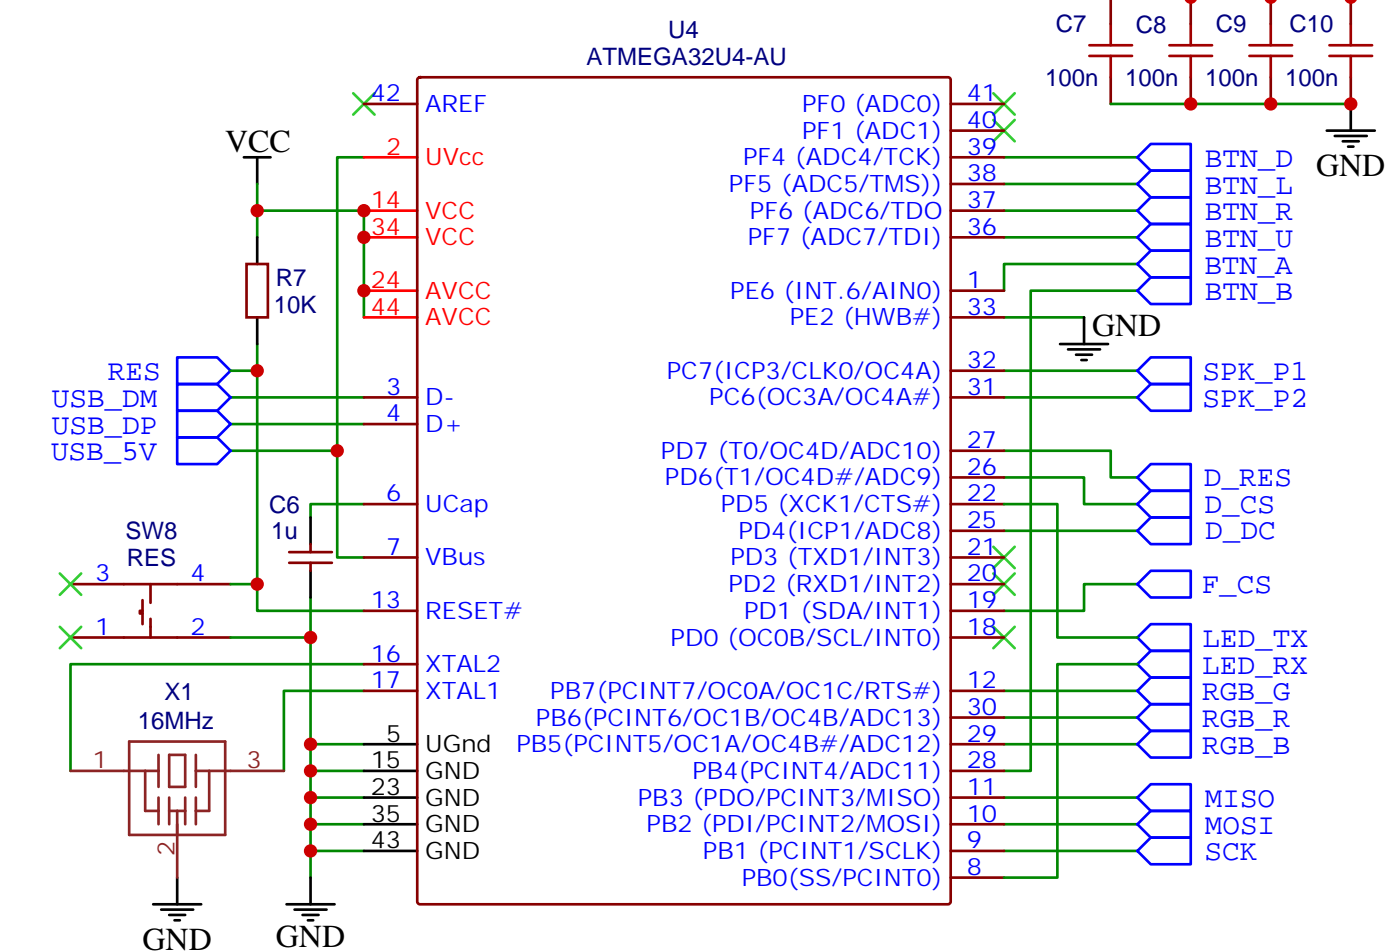 U4
ATMEGA32U4-AU
C7 C8 C9 C10
100n 100n 100n 100n
GND
VCC
42 AREF
2 UVcc
14 VCC
34 VCC
24 AVCC
44 AVCC
R7
10K
RES
USB_DM
USB_DP
USB_5V
3 D-
4 D+
6 UCap
C6
1u
7 VBus
SW8
RES
3 4
1 2
13 RESET#
16 XTAL2
17 XTAL1
X1
16MHz
1 3
2
5 UGnd
15 GND
23 GND
35 GND
43 GND
GND
GND
PF0 (ADC0) 41
PF1 (ADC1) 40
PF4 (ADC4/TCK) 39 BTN_D
PF5 (ADC5/TMS)) 38 BTN_L
PF6 (ADC6/TDO 37 BTN_R
PF7 (ADC7/TDI) 36 BTN_U
BTN_A
PE6 (INT.6/AIN0) 1 BTN_B
PE2 (HWB#) 33 GND
PC7(ICP3/CLK0/OC4A) 32 SPK_P1
PC6(OC3A/OC4A#) 31 SPK_P2
PD7 (T0/OC4D/ADC10) 27
PD6(T1/OC4D#/ADC9) 26 D_RES
PD5 (XCK1/CTS#) 22 D_CS
PD4(ICP1/ADC8) 25 D_DC
PD3 (TXD1/INT3) 21
PD2 (RXD1/INT2) 20 F_CS
PD1 (SDA/INT1) 19
PD0 (OC0B/SCL/INT0) 18 LED_TX
LED_RX
PB7(PCINT7/OC0A/OC1C/RTS#) 12 RGB_G
PB6(PCINT6/OC1B/OC4B/ADC13) 30 RGB_R
PB5(PCINT5/OC1A/OC4B#/ADC12) 29 RGB_B
PB4(PCINT4/ADC11) 28
PB3 (PDO/PCINT3/MISO) 11 MISO
PB2 (PDI/PCINT2/MOSI) 10 MOSI
PB1 (PCINT1/SCLK) 9 SCK
PB0(SS/PCINT0) 8